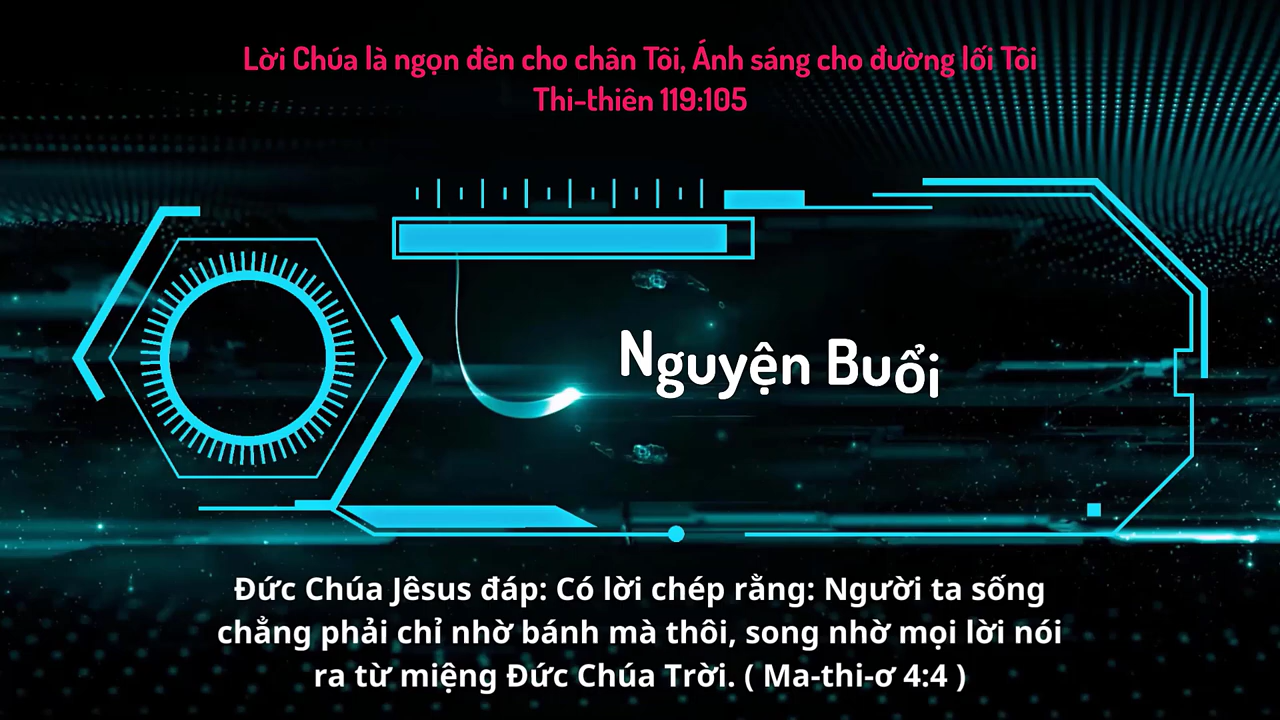 Lời Chúa là ngọn đèn cho chân Tôi, Ánh sáng cho đường lối Tôi
Thi-thiên 119:105
Nguyện Buổi
Đức Chúa Jêsus đáp: Có lời chép rằng: Người ta sống
chẳng phải chỉ nhờ bánh mà thôi, song nhờ mọi lời nói
ra từ miệng Đức Chúa Trời. ( Ma-thi-ơ 4:4 )